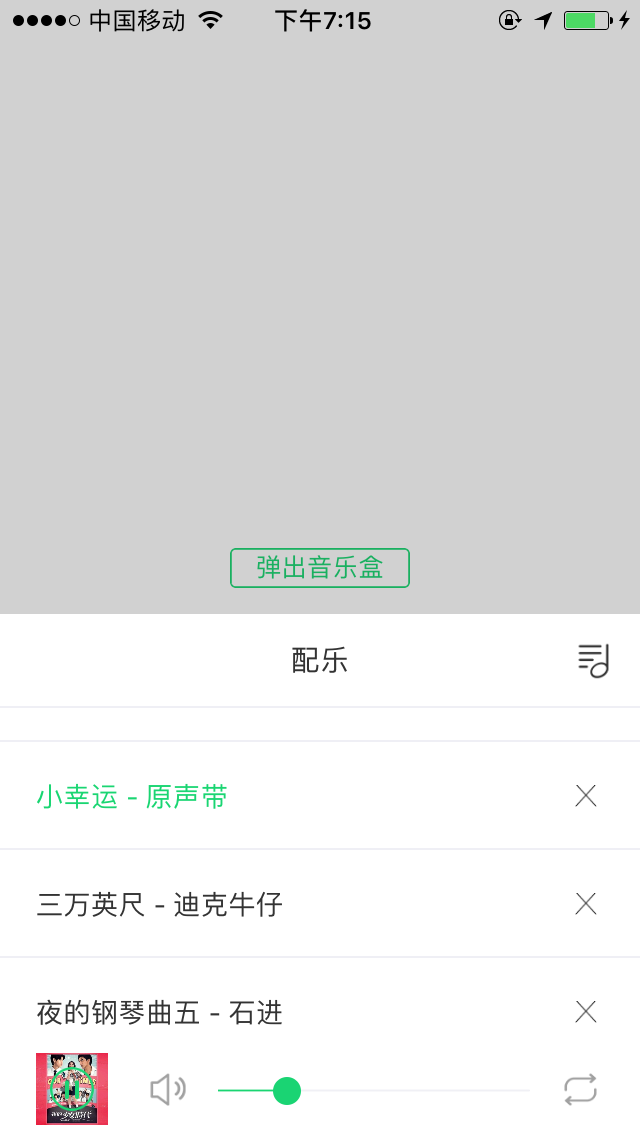 中国移动 下午7:15
弹出音乐盒
配乐
小幸运 - 原声带
三万英尺 - 迪克牛仔
夜的钢琴曲五 - 石进